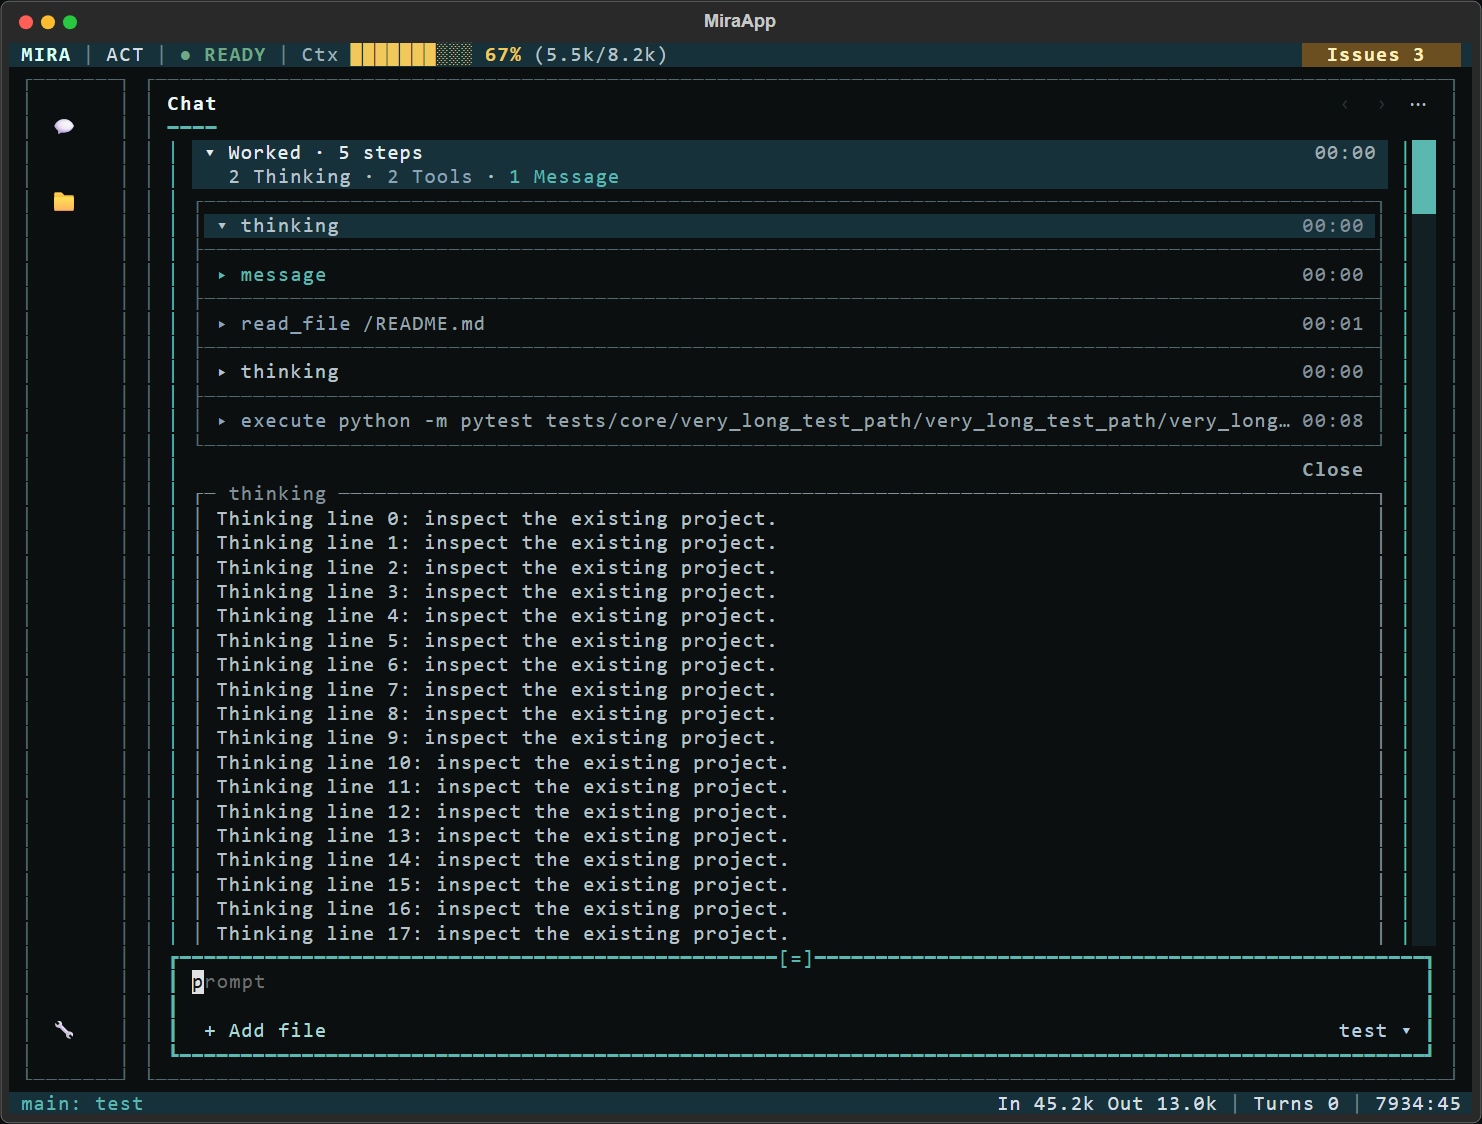 MiraApp
MIRA | ACT | ● READY | Ctx 67% (5.5k/8.2k) Issues 3
Chat ‹ › ⋯
▾ Worked · 5 steps 00:00
2 Thinking · 2 Tools · 1 Message
▾ thinking 00:00
▸ message 00:00
▸ read_file /README.md 00:01
▸ thinking 00:00
▸ execute python -m pytest tests/core/very_long_test_path/very_long_test_path/very_long… 00:08
Close
thinking
Thinking line 0: inspect the existing project.
Thinking line 1: inspect the existing project.
Thinking line 2: inspect the existing project.
Thinking line 3: inspect the existing project.
Thinking line 4: inspect the existing project.
Thinking line 5: inspect the existing project.
Thinking line 6: inspect the existing project.
Thinking line 7: inspect the existing project.
Thinking line 8: inspect the existing project.
Thinking line 9: inspect the existing project.
Thinking line 10: inspect the existing project.
Thinking line 11: inspect the existing project.
Thinking line 12: inspect the existing project.
Thinking line 13: inspect the existing project.
Thinking line 14: inspect the existing project.
Thinking line 15: inspect the existing project.
Thinking line 16: inspect the existing project.
Thinking line 17: inspect the existing project.
[=]
prompt
+ Add file test ▾
main: test In 45.2k Out 13.0k | Turns 0 | 7934:45